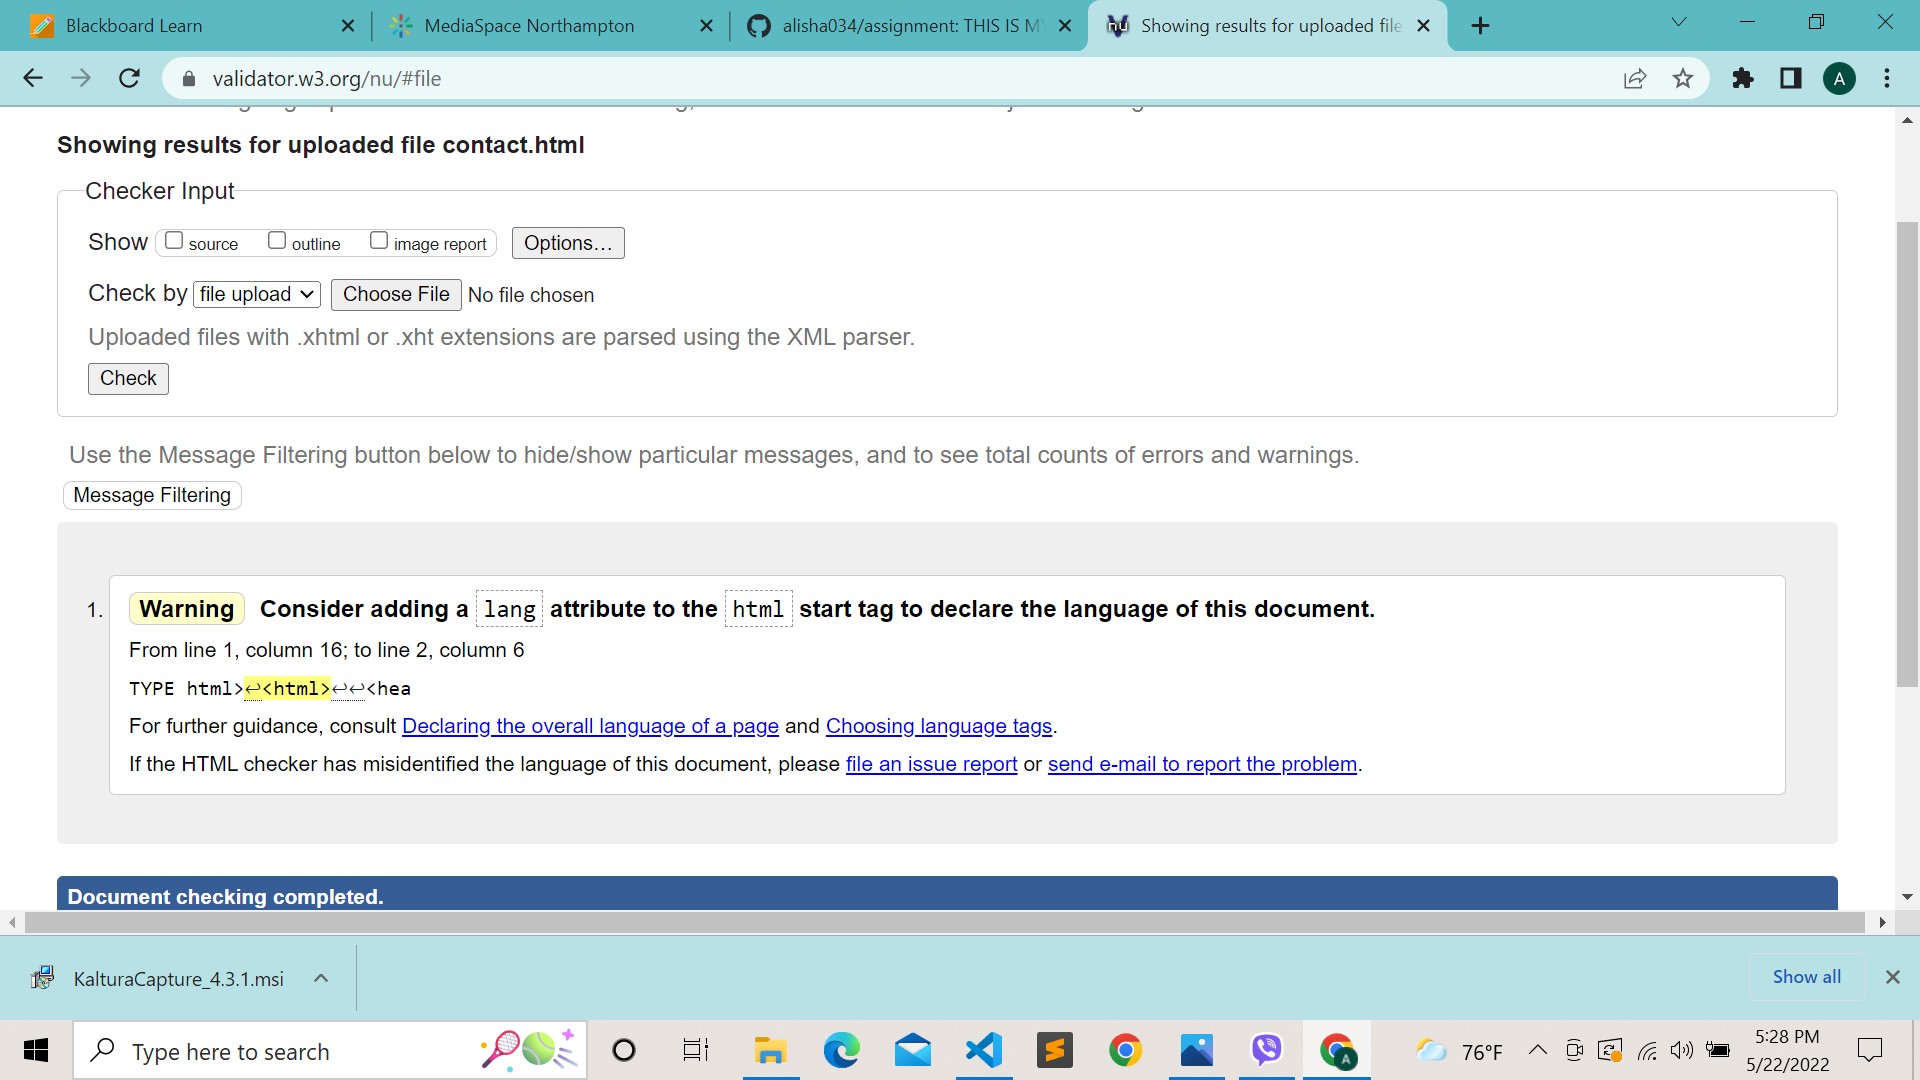 Blackboard Learn
MediaSpace Northampton
alisha034/assignment: THIS IS MY
Showing results for uploaded file
validator.w3.org/nu/#file
A
Showing results for uploaded file contact.html
Checker Input
Show source outline image report Options...
Check by file upload Choose File No file chosen
Uploaded files with .xhtml or .xht extensions are parsed using the XML parser.
Check
Use the Message Filtering button below to hide/show particular messages, and to see total counts of errors and warnings.
Message Filtering
1. Warning Consider adding a lang attribute to the html start tag to declare the language of this document.
From line 1, column 16; to line 2, column 6
TYPE html>↩<html>↩↩<hea
For further guidance, consult Declaring the overall language of a page and Choosing language tags.
If the HTML checker has misidentified the language of this document, please file an issue report or send e-mail to report the problem.
Document checking completed.
KalturaCapture_4.3.1.msi
Show all
Type here to search
A
76°F
5:28 PM
5/22/2022